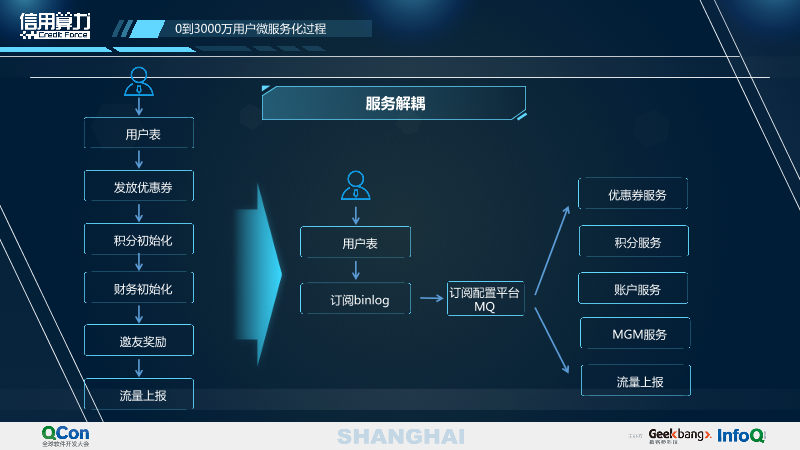 信用算力
Credit Force
0到3000万用户微服务化过程
服务解耦
用户表
发放优惠券
积分初始化
财务初始化
邀友奖励
流量上报
用户表
订阅binlog
订阅配置平台
MQ
优惠券服务
积分服务
账户服务
MGM服务
流量上报
QCon
全球软件开发大会
SHANGHAI
Geekbang>.
极客邦科技
InfoQ